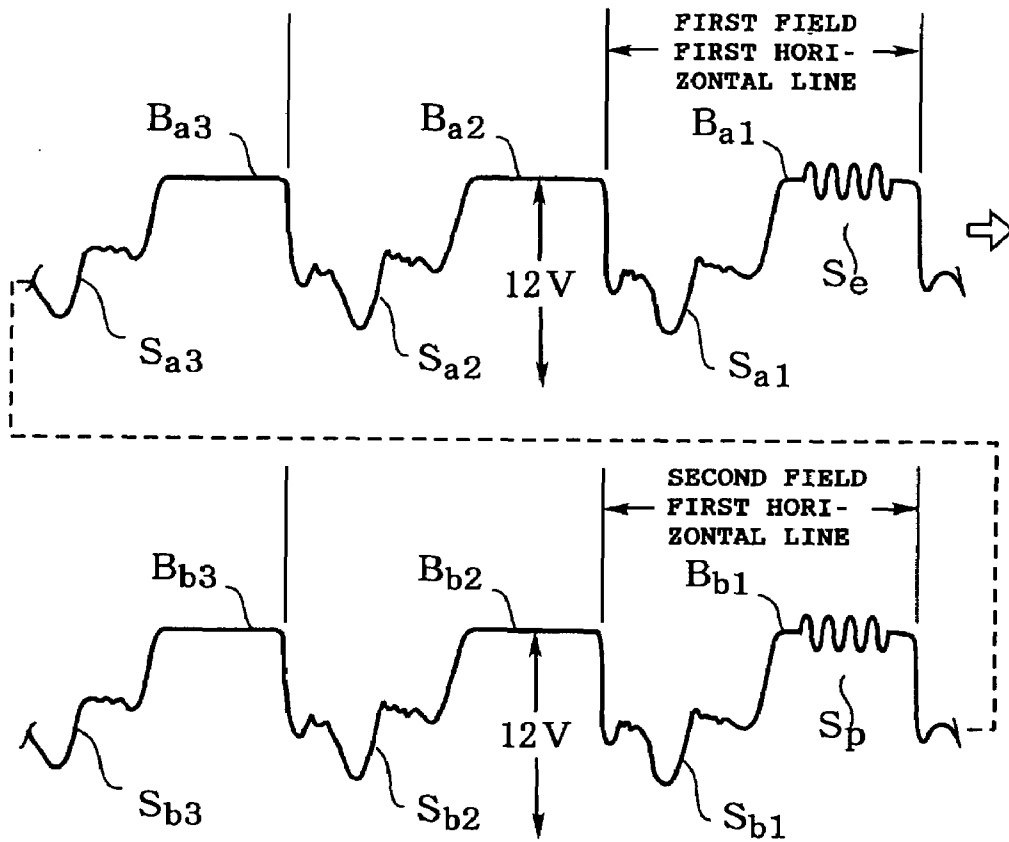 FIRST FIELD
FIRST HORI-
ZONTAL LINE
Ba3
Ba2
Ba1
12V
Se
Sa3
Sa2
Sa1
SECOND FIELD
FIRST HORI-
ZONTAL LINE
Bb3
Bb2
Bb1
12V
Sp
Sb3
Sb2
Sb1